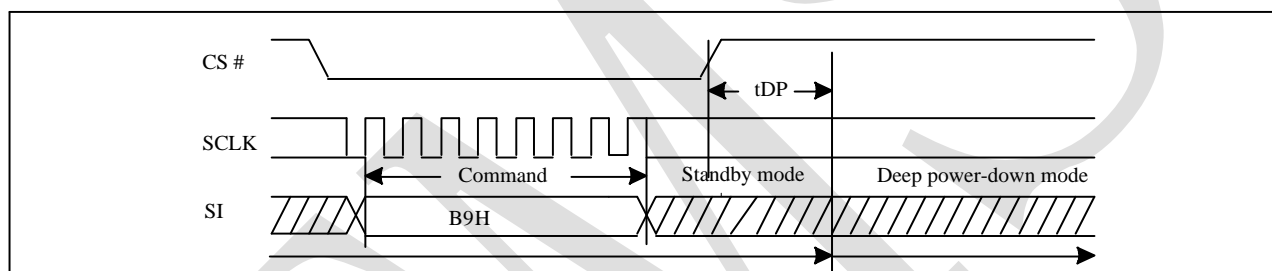 CS #
tDP
SCLK
Command
Standby mode
Deep power-down mode
SI
B9H